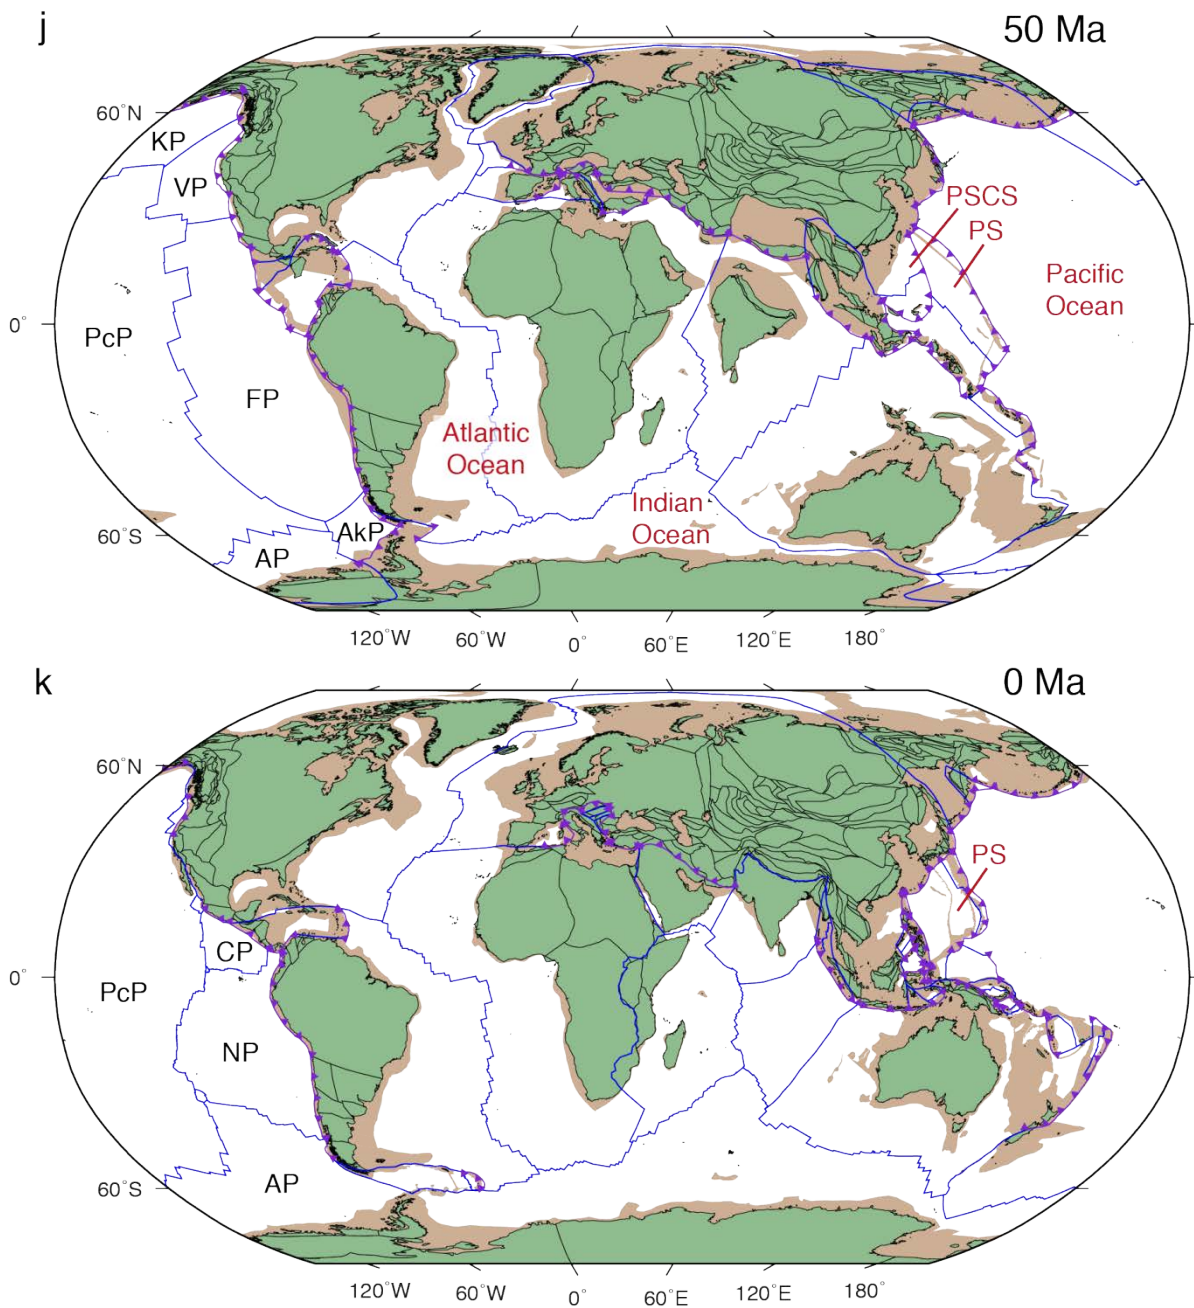 j
50 Ma
60°N
KP
VP
PSCS
PS
Pacific
Ocean
0°
PcP
FP
Atlantic
Ocean
Indian
Ocean
60°S
AkP
AP
120°W
60°W
0°
60°E
120°E
180°
k
0 Ma
60°N
PS
CP
0°
PcP
NP
60°S
AP
120°W
60°W
0°
60°E
120°E
180°